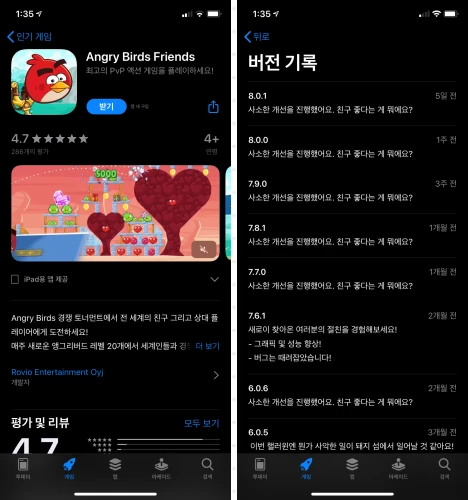 1:35
인기 게임
Angry Birds Friends
최고의 PvP 액션 게임을 플레이하세요!
받기
앱 내 구입
4.7 ★★★★★
4+
286개의 평가
연령
5000
iPad용 앱 제공
Angry Birds 경쟁 토너먼트에서 전 세계의 친구 그리고 상대 플
레이어에게 도전하세요!
매주 새로운 앵그리버드 레벨 20개에서 세계인들과 경
더 보기
Rovio Entertainment Oyj
개발자
평가 및 리뷰
모두 보기
4.7
투데이
게임
앱
아케이드
검색
1:35
뒤로
버전 기록
8.0.1
5일 전
사소한 개선을 진행했어요. 친구 좋다는 게 뭐에요?
8.0.0
1주 전
사소한 개선을 진행했어요. 친구 좋다는 게 뭐에요?
7.9.0
3주 전
사소한 개선을 진행했어요. 친구 좋다는 게 뭐에요?
7.8.1
1개월 전
사소한 개선을 진행했어요. 친구 좋다는 게 뭐에요?
7.7.0
1개월 전
사소한 개선을 진행했어요. 친구 좋다는 게 뭐에요?
7.6.1
2개월 전
새로이 찾아온 여러분의 절친을 경험해보세요!
- 그래픽 및 성능 향상!
- 버그는 때려잡았습니다!
6.0.6
2개월 전
사소한 개선을 진행했어요. 친구 좋다는 게 뭐에요?
6.0.5
3개월 전
이번 핼러윈엔 뭔가 사악한 일이 돼지 섬에서 일어날 것 같아요!
투데이
게임
앱
아케이드
검색